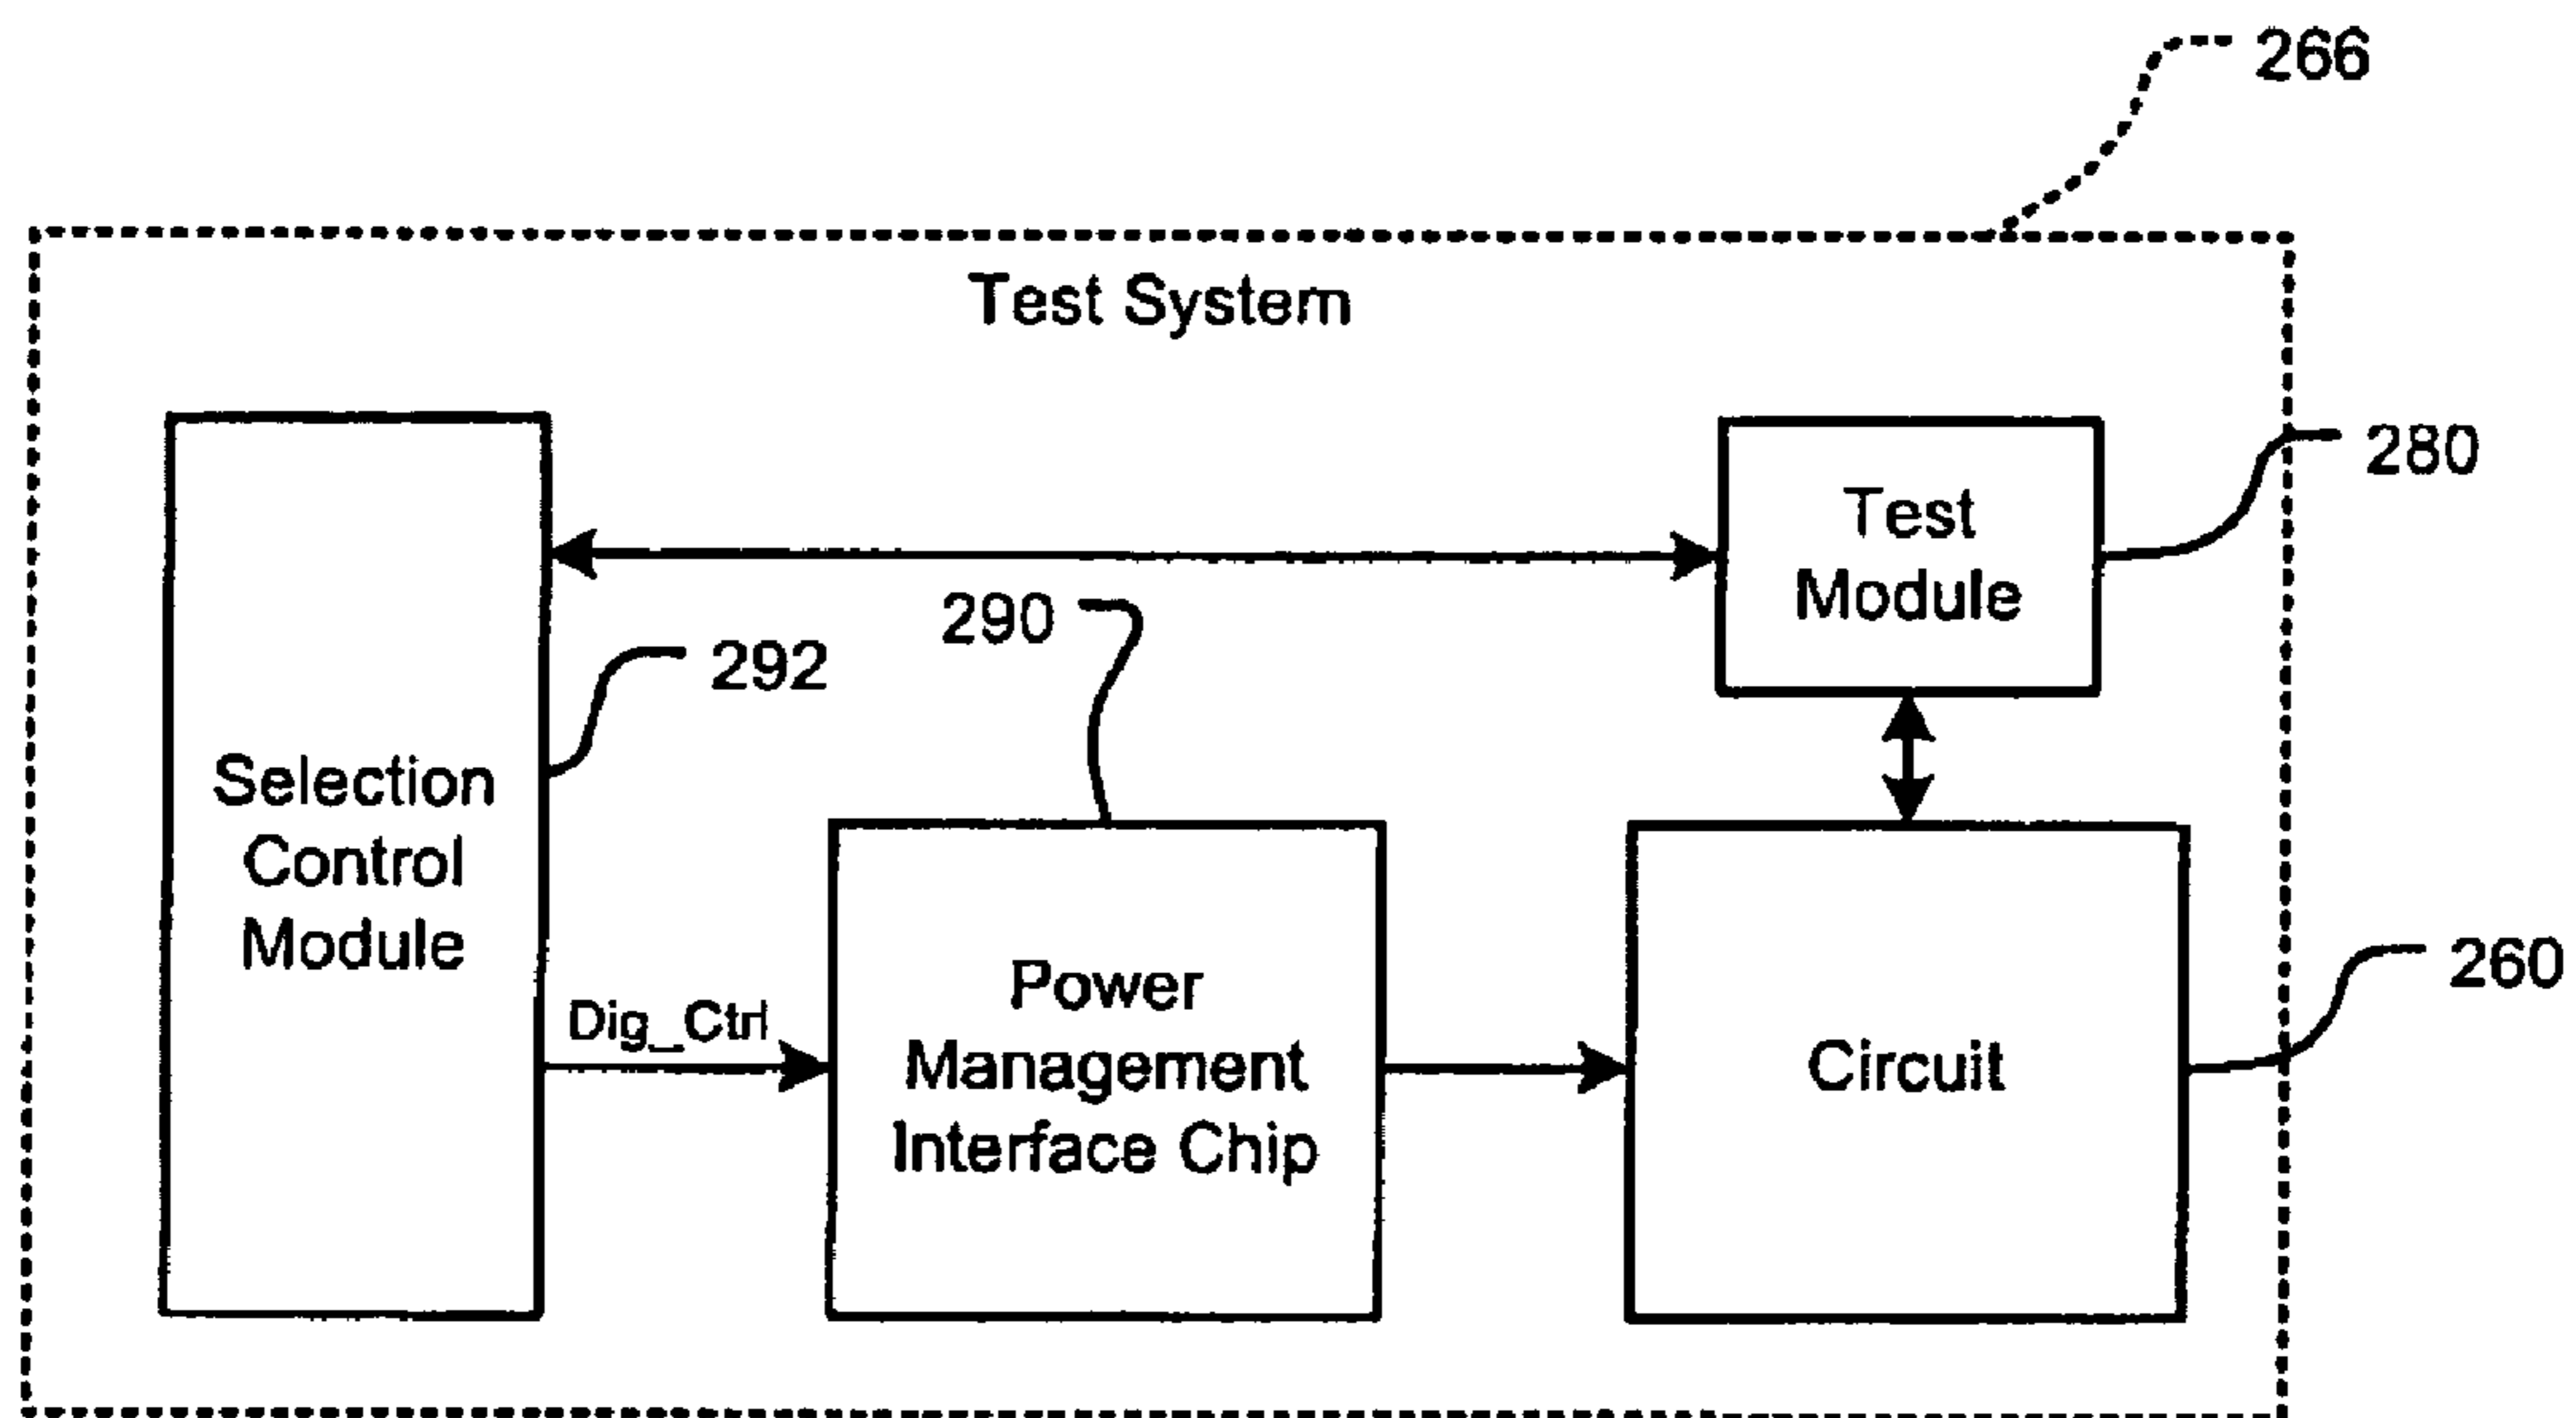 266
Test System
280
Test
Module
290
292
Selection
Control
Module
Dig_Ctrl
Power
Management
Interface Chip
Circuit
260